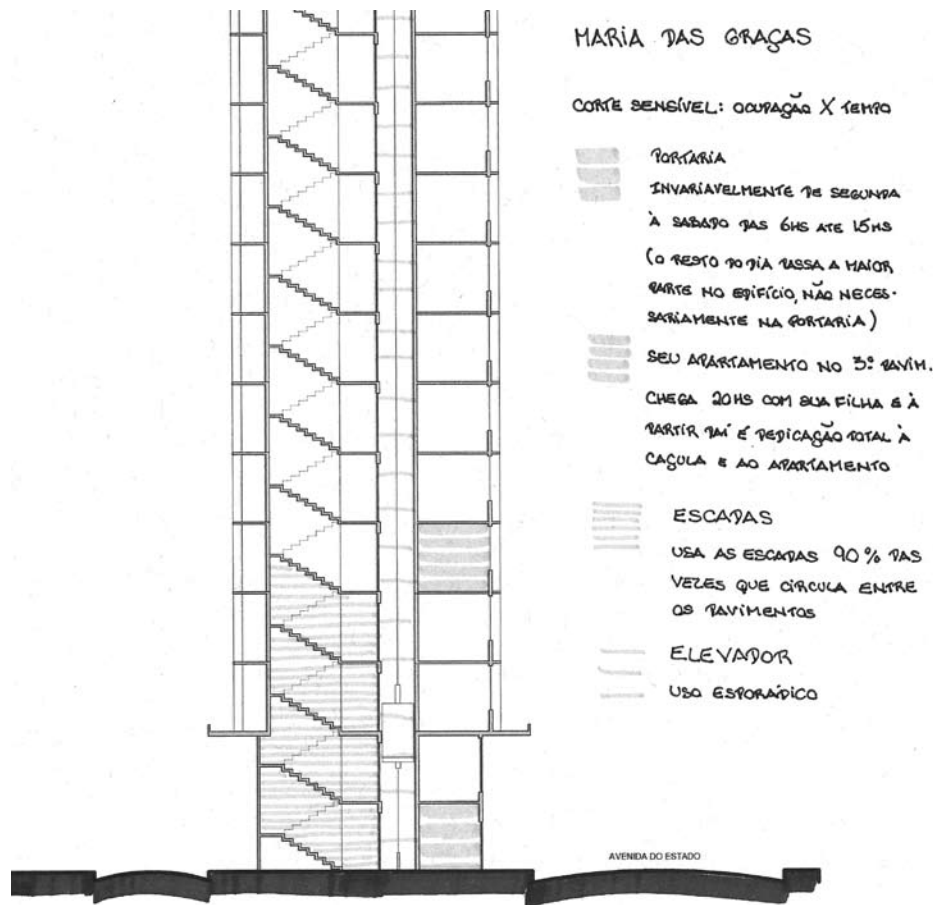 MARIA DAS GRAÇAS
CORTE SENSÍVEL: OCUPAÇÃO X TEMPO
PORTARIA
INVARIAVELMENTE DE SEGUNDA
À SABADO DAS 6HS ATE 15HS
(O RESTO DO DIA PASSA A MAIOR
PARTE NO EDIFÍCIO, NÃO NECES-
SARIAMENTE NA PORTARIA)
SEU APARTAMENTO NO 3º PAVIM.
CHEGA 20HS COM SUA FILHA E À
PARTIR DAÍ É DEDICAÇÃO TOTAL À
CAÇULA E AO APARTAMENTO
ESCADAS
USA AS ESCADAS 90% DAS
VEZES QUE CIRCULA ENTRE
OS PAVIMENTOS
ELEVADOR
USO ESPORÁDICO
AVENIDA DO ESTADO